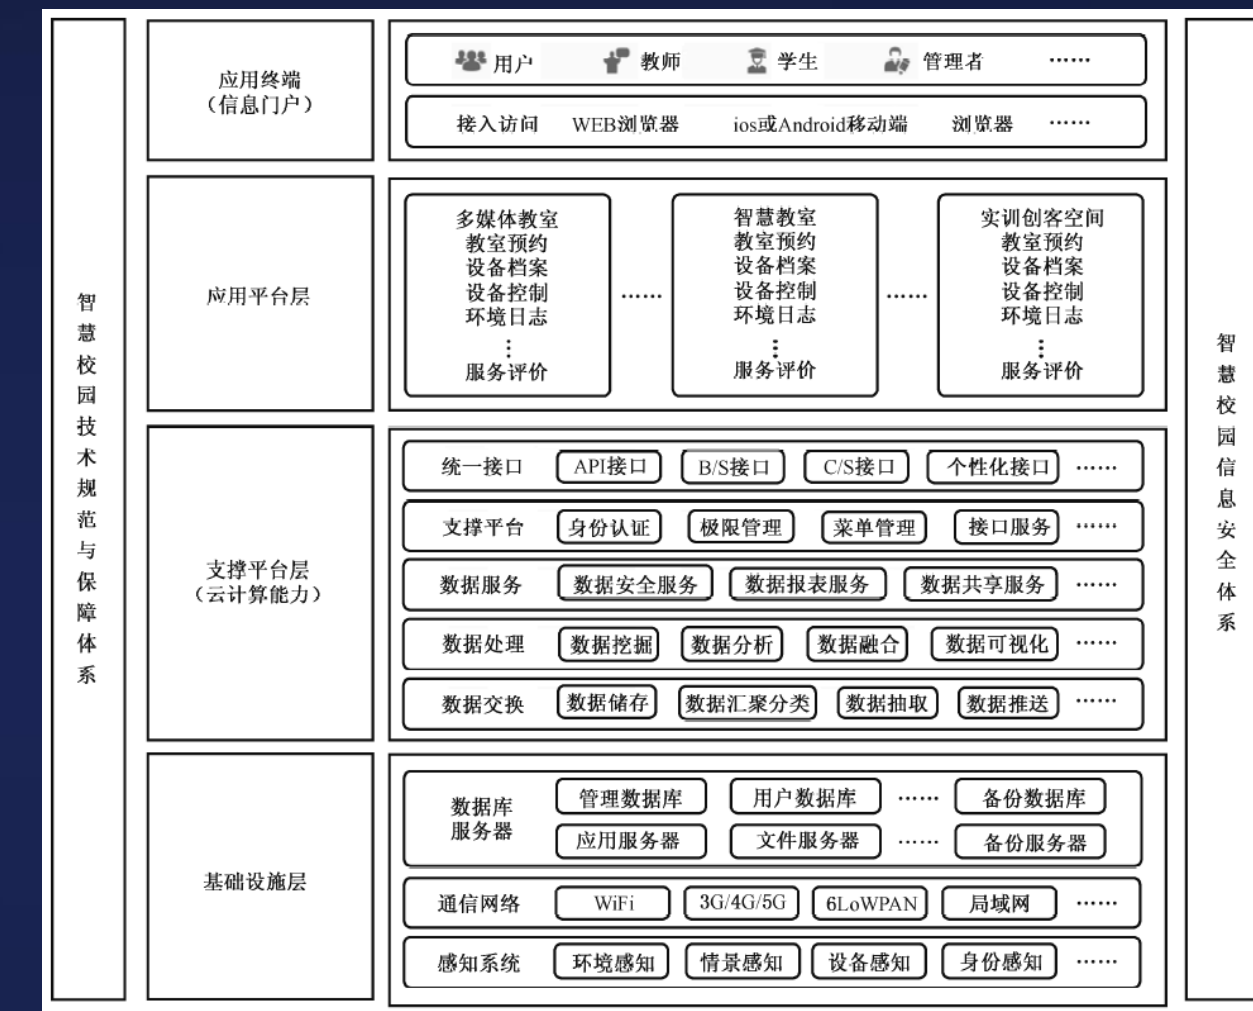 智慧校园技术规范与保障体系
应用终端
（信息门户）
用户 教师 学生 管理者 ……
接入访问 WEB浏览器 ios或Android移动端 浏览器 ……
应用平台层
多媒体教室
教室预约
设备档案
设备控制
环境日志
⋮
服务评价
……
智慧教室
教室预约
设备档案
设备控制
环境日志
⋮
服务评价
……
实训创客空间
教室预约
设备档案
设备控制
环境日志
⋮
服务评价
支撑平台层
（云计算能力）
统一接口 API接口 B/S接口 C/S接口 个性化接口 ……
支撑平台 身份认证 极限管理 菜单管理 接口服务 ……
数据服务 数据安全服务 数据报表服务 数据共享服务 ……
数据处理 数据挖掘 数据分析 数据融合 数据可视化 ……
数据交换 数据储存 数据汇聚分类 数据抽取 数据推送 ……
基础设施层
数据库
服务器
管理数据库 用户数据库 …… 备份数据库
应用服务器 文件服务器 …… 备份服务器
通信网络 WiFi 3G/4G/5G 6LoWPAN 局域网 ……
感知系统 环境感知 情景感知 设备感知 身份感知 ……
智慧校园信息安全体系